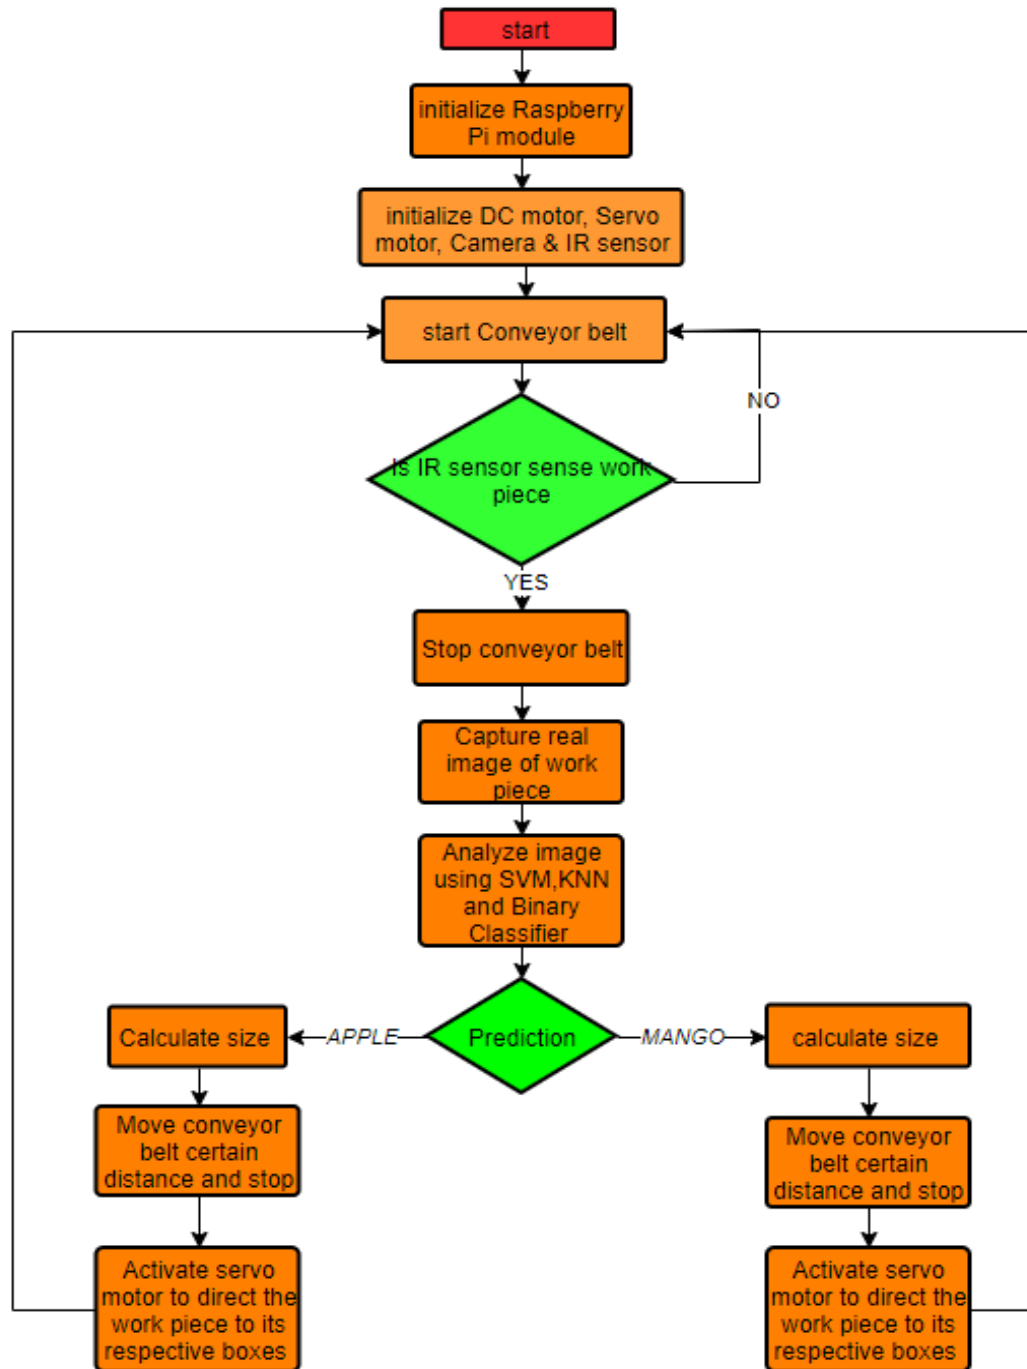 start
initialize Raspberry
Pi module
initialize DC motor, Servo
motor, Camera & IR sensor
start Conveyor belt
NO
Is IR sensor sense work
piece
YES
Stop conveyor belt
Capture real
image of work
piece
Analyze image
using SVM,KNN
and Binary
Classifier
Prediction
APPLE
MANGO
Calculate size
Move conveyor
belt certain
distance and stop
Activate servo
motor to direct the
work piece to its
respective boxes
calculate size
Move conveyor
belt certain
distance and stop
Activate servo
motor to direct the
work piece to its
respective boxes